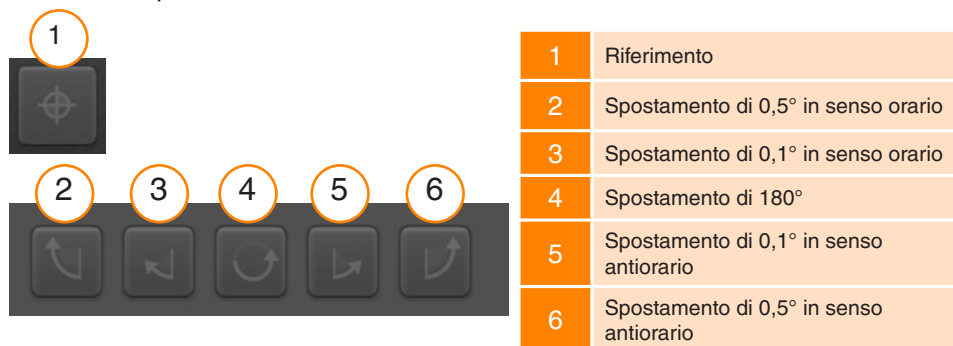 1
2
3
4
5
6
1 Riferimento
2 Spostamento di 0,5° in senso orario
3 Spostamento di 0,1° in senso orario
4 Spostamento di 180°
5 Spostamento di 0,1° in senso
antiorario
6 Spostamento di 0,5° in senso
antiorario